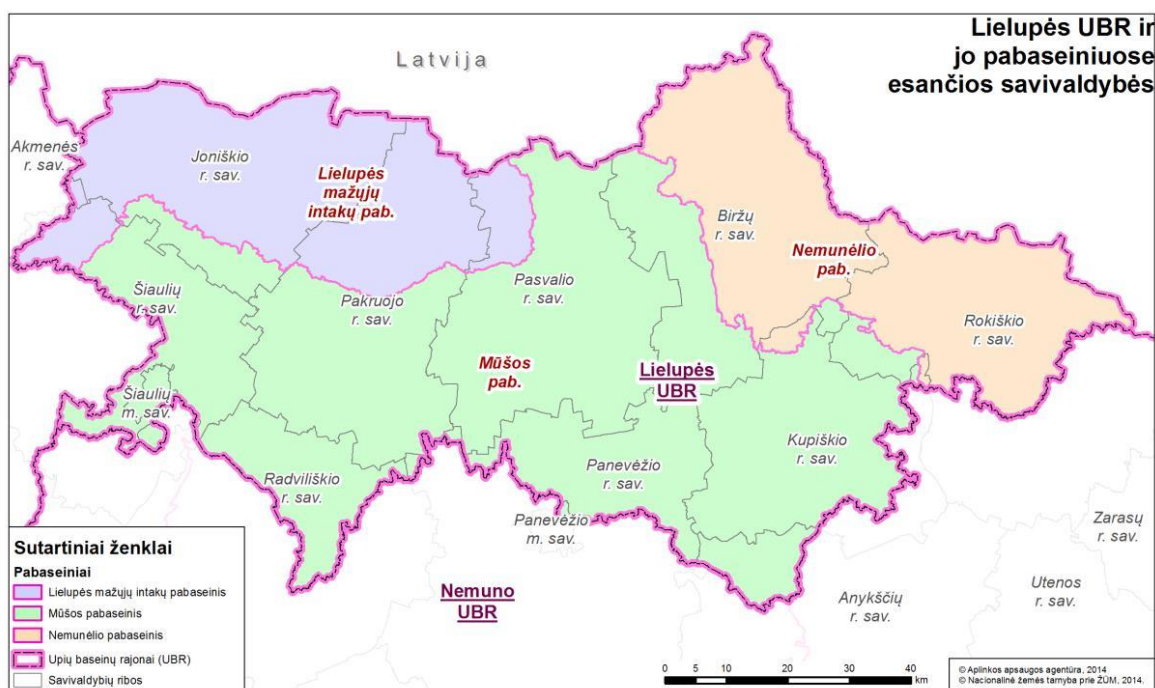 Lielupės UBR ir
jo pabaseiniuose
esančios savivaldybės
Latvija
Akmenės
r. sav.
Joniškio
r. sav.
Lielupės
mažųjų
intakų pab.
Biržų
r. sav.
Nemunėlio
pab.
Šiaulių
r. sav.
Pakruojo
r. sav.
Pasvalio
r. sav.
Rokiškio
r. sav.
Mūšos
pab.
Lielupės
UBR
Šiaulių
m. sav.
Kupiškio
r. sav.
Radviliškio
r. sav.
Panevėžio
r. sav.
Panevėžio
m. sav.
Zarasų
r. sav.
Nemuno
UBR
Anykščių
r. sav.
Utenos
r. sav.
Sutartiniai ženklai
Pabaseiniai
Lielupės mažųjų intakų pabaseinis
Mūšos pabaseinis
Nemunėlio pabaseinis
Upių baseinų rajonai (UBR)
Savivaldybių ribos
km
0 5 10 20 30 40
© Aplinkos apsaugos agentūra, 2014
© Nacionalinė žemės tarnyba prie ŽŪM, 2014.